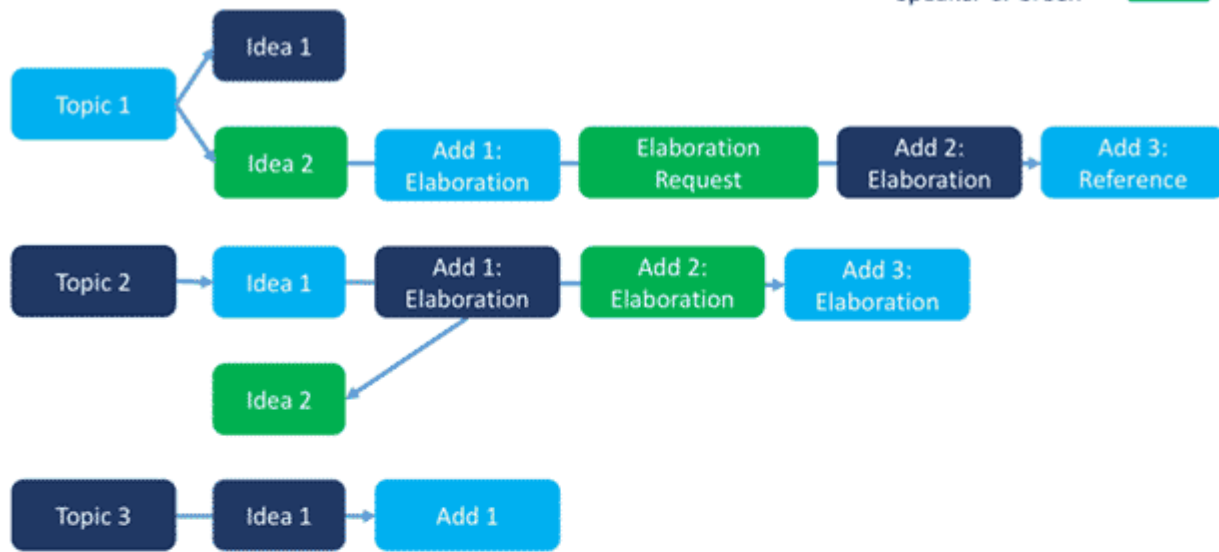 Idea 1
Topic 1
Idea 2
Add 1:
Elaboration
Elaboration
Request
Add 2:
Elaboration
Add 3:
Reference
Topic 2
Idea 1
Add 1:
Elaboration
Add 2:
Elaboration
Add 3:
Elaboration
Idea 2
Topic 3
Idea 1
Add 1